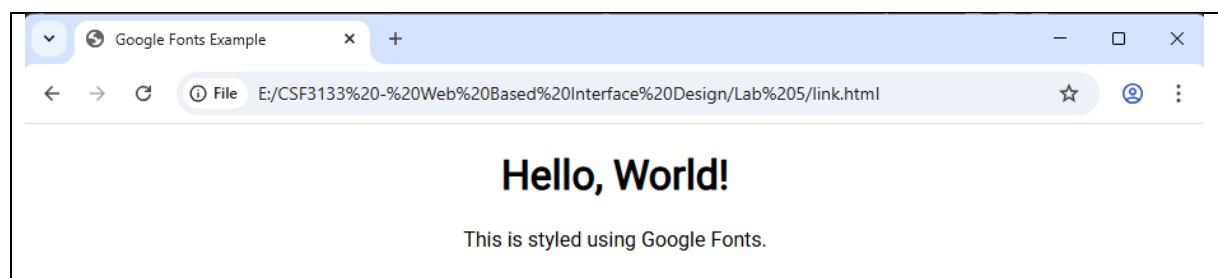 Google Fonts Example
File E:/CSF3133%20-%20Web%20Based%20Interface%20Design/Lab%205/link.html
Hello, World!
This is styled using Google Fonts.